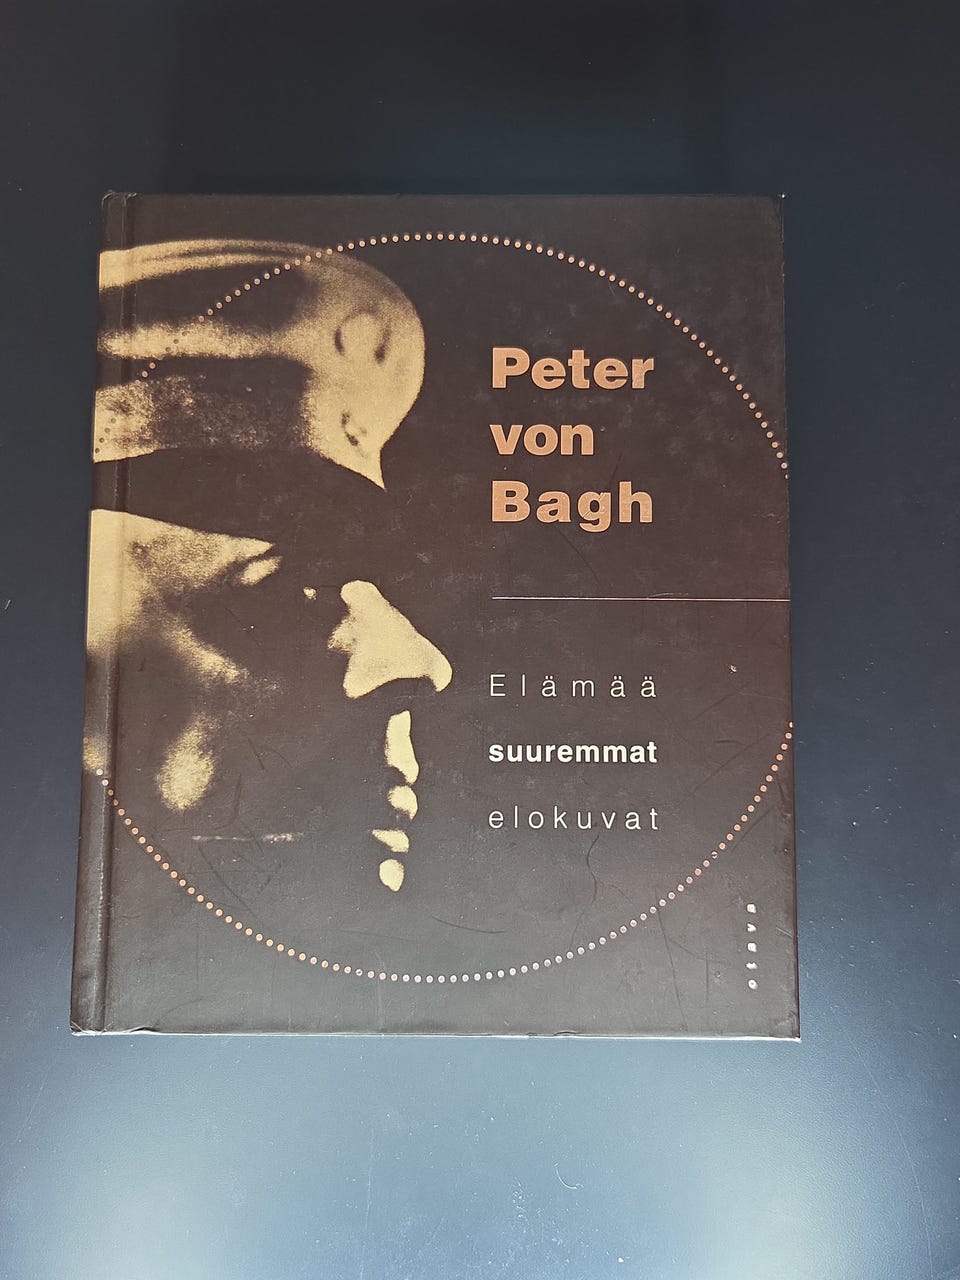 Peter
von
Bagh
Elämää
suuremmat
elokuvat
otava